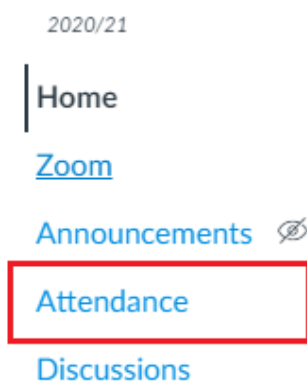 2020/21
Home
Zoom
Announcements
Attendance
Discussions